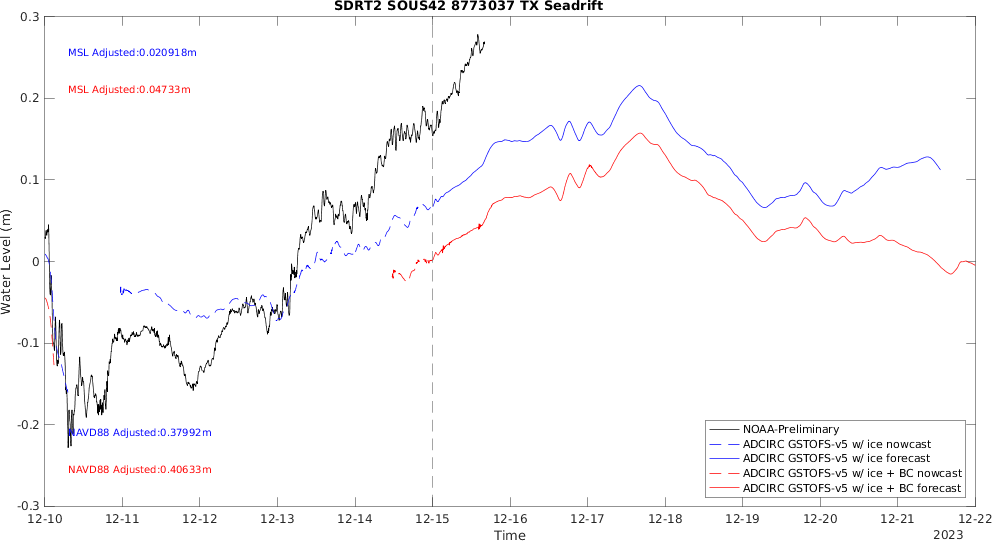 SDRT2 SOUS42 8773037 TX Seadrift
Water Level (m)
0.3
0.2
0.1
0
-0.1
-0.2
-0.3
MSL Adjusted:0.020918m
MSL Adjusted:0.04733m
NAVD88 Adjusted:0.37992m
NAVD88 Adjusted:0.40633m
NOAA-Preliminary
ADCIRC GSTOFS-v5 w/ ice nowcast
ADCIRC GSTOFS-v5 w/ ice forecast
ADCIRC GSTOFS-v5 w/ ice + BC nowcast
ADCIRC GSTOFS-v5 w/ ice + BC forecast
12-10 12-11 12-12 12-13 12-14 12-15 12-16 12-17 12-18 12-19 12-20 12-21 12-22
Time
2023